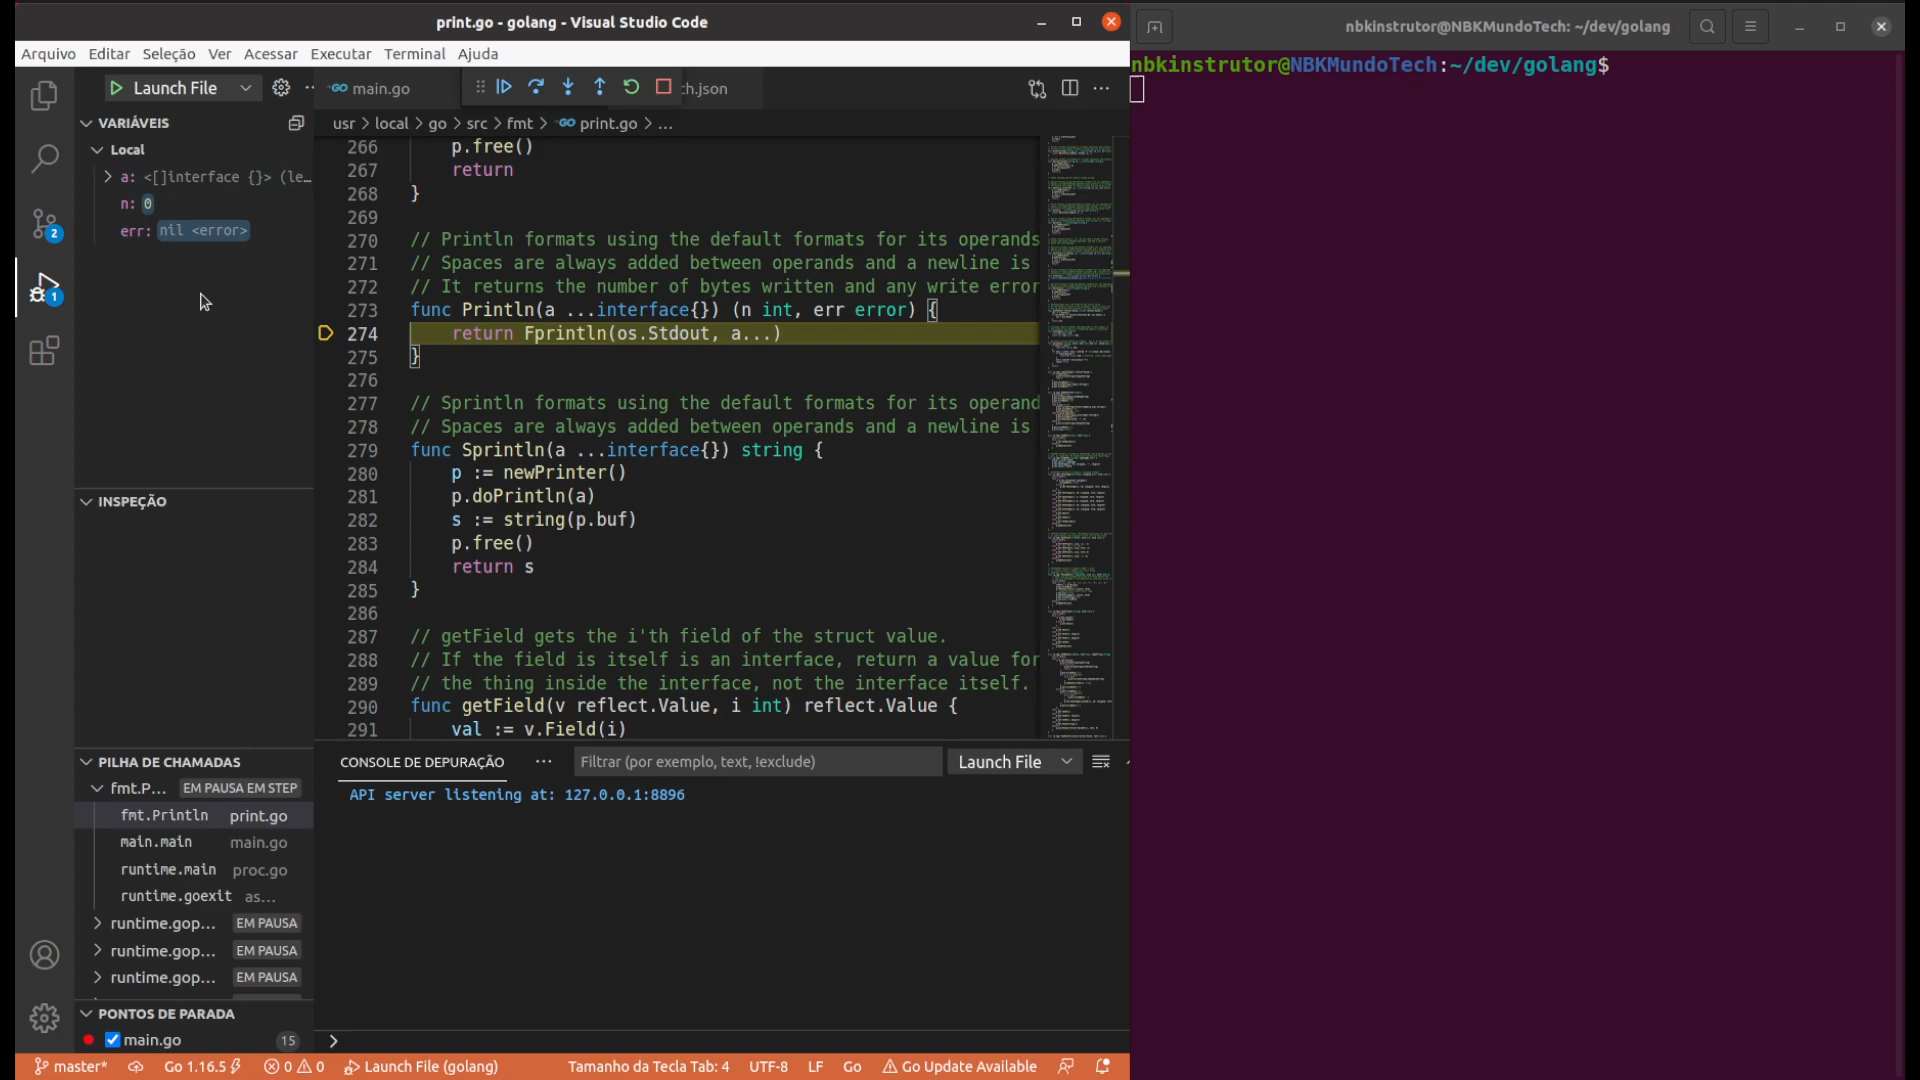 print.go - golang - Visual Studio Code
Arquivo Editar Seleção Ver Acessar Executar Terminal Ajuda
Launch File
main.go
ch.json
VARIÁVEIS
Local
a: <[]interface {}> (le…
n: 0
err: nil <error>
INSPEÇÃO
PILHA DE CHAMADAS
fmt.P… EM PAUSA EM STEP
fmt.Println print.go
main.main main.go
runtime.main proc.go
runtime.goexit as…
runtime.gop… EM PAUSA
runtime.gop… EM PAUSA
runtime.gop… EM PAUSA
PONTOS DE PARADA
main.go 15
usr > local > go > src > fmt > print.go > ...
266 p.free()
267 return
268 }
269
270 // Println formats using the default formats for its operands
271 // Spaces are always added between operands and a newline is
272 // It returns the number of bytes written and any write error
273 func Println(a ...interface{}) (n int, err error) {
274 return Fprintln(os.Stdout, a...)
275 }
276
277 // Sprintln formats using the default formats for its operand
278 // Spaces are always added between operands and a newline is
279 func Sprintln(a ...interface{}) string {
280 p := newPrinter()
281 p.doPrintln(a)
282 s := string(p.buf)
283 p.free()
284 return s
285 }
286
287 // getField gets the i'th field of the struct value.
288 // If the field is itself is an interface, return a value for
289 // the thing inside the interface, not the interface itself.
290 func getField(v reflect.Value, i int) reflect.Value {
291 val := v.Field(i)
CONSOLE DE DEPURAÇÃO ... Filtrar (por exemplo, text, !exclude) Launch File
API server listening at: 127.0.0.1:8896
>
master* Go 1.16.5 0 0 Launch File (golang) Tamanho da Tecla Tab: 4 UTF-8 LF Go Go Update Available
2
1
nbkinstrutor@NBKMundoTech: ~/dev/golang
nbkinstrutor@NBKMundoTech:~/dev/golang$